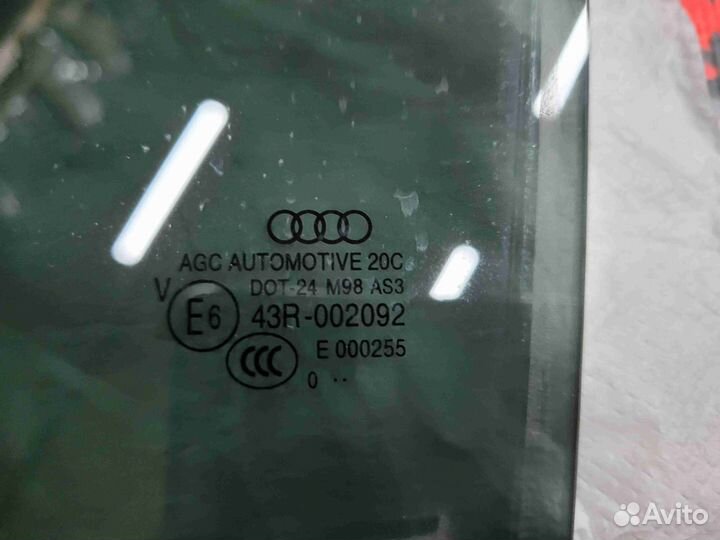 AGC AUTOMOTIVE 20C
DOT-24 M98 AS3
V E6 43R-002092
CCC E 000255
0 ..
Avito